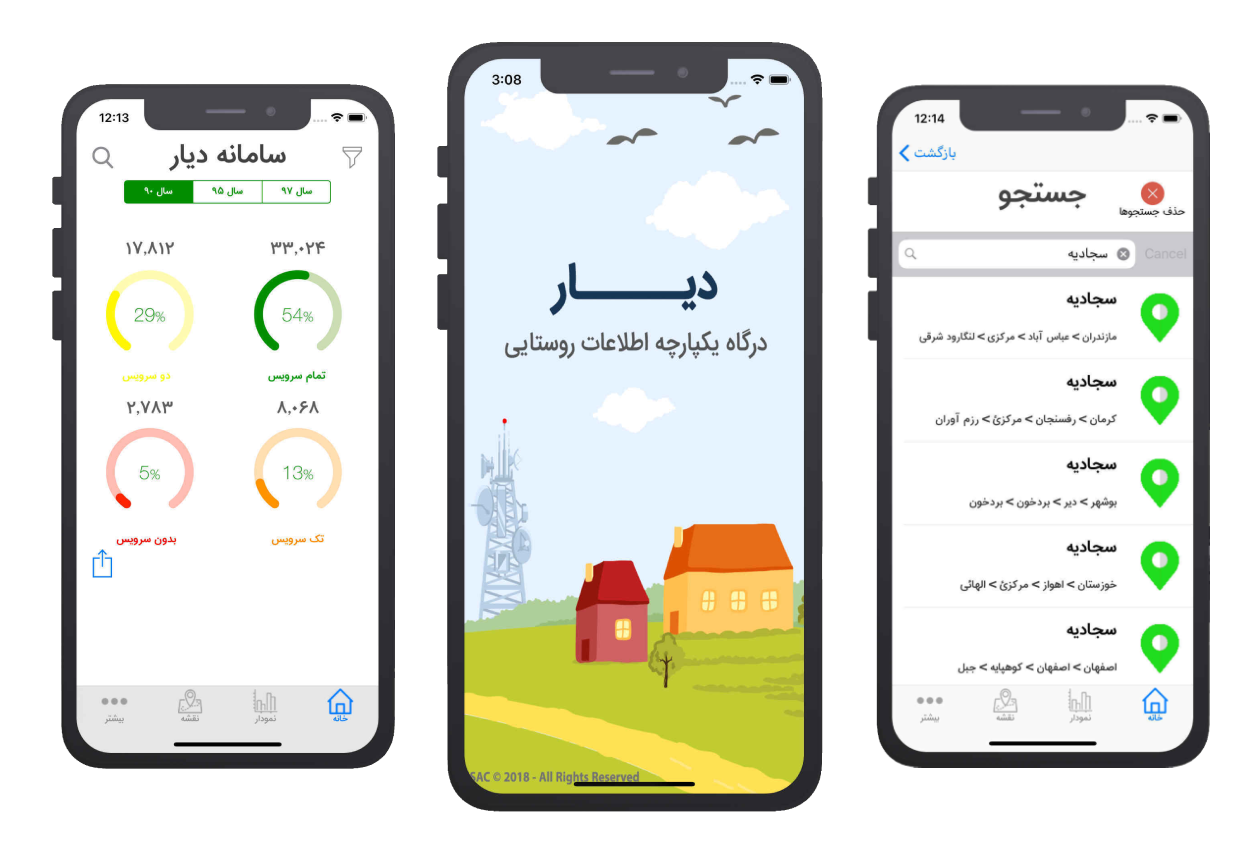 12:13
سامانه دیار
سال ۹۷
سال ۹۵
سال ۹۰
۳۳,۰۲۴
۱۷,۸۱۲
54%
29%
تمام سرویس
دو سرویس
۸,۰۶۸
۲,۷۸۳
13%
5%
تک سرویس
بدون سرویس
خانه
نمودار
نقشه
بیشتر
3:08
دیـــــار
درگاه یکپارچه اطلاعات روستایی
SAC © 2018 - All Rights Reserved
12:14
بازگشت
جستجو
حذف جستجوها
سجادیه
Cancel
سجادیه
مازندران > عباس آباد > مرکزی > لنگارود شرقی
سجادیه
کرمان > رفسنجان > مرکزئ > رزم آوران
سجادیه
بوشهر > دیر > بردخون > بردخون
سجادیه
خوزستان > اهواز > مرکزئ > الهائی
سجادیه
اصفهان > اصفهان > کوهپایه > جبل
خانه
نمودار
نقشه
بیشتر